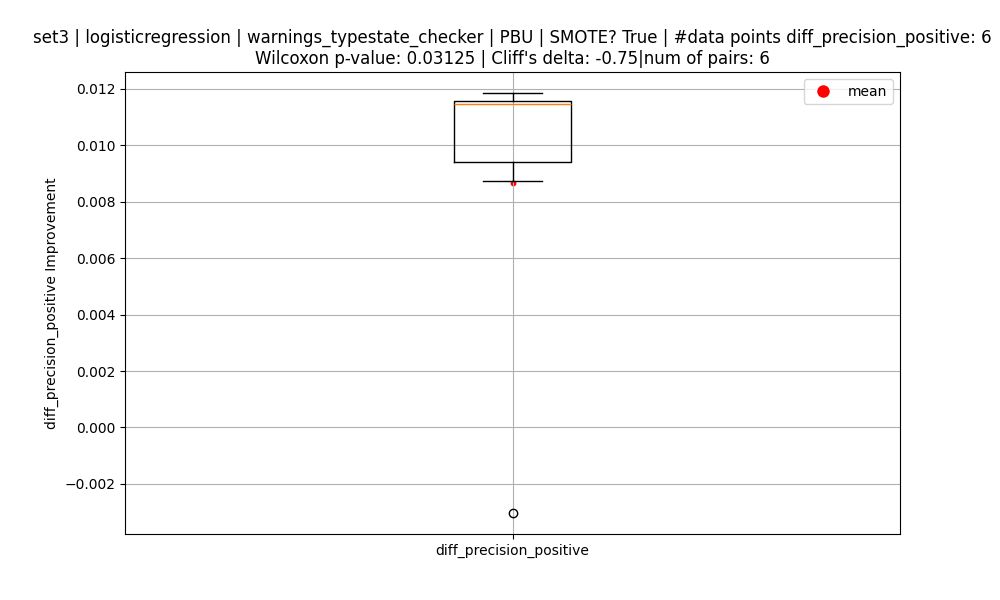 set3 | logisticregression | warnings_typestate_checker | PBU | SMOTE? True | #data points diff_precision_positive: 6
Wilcoxon p-value: 0.03125 | Cliff's delta: -0.75|num of pairs: 6
mean
0.012
0.010
0.008
0.006
0.004
0.002
0.000
−0.002
diff_precision_positive Improvement
diff_precision_positive